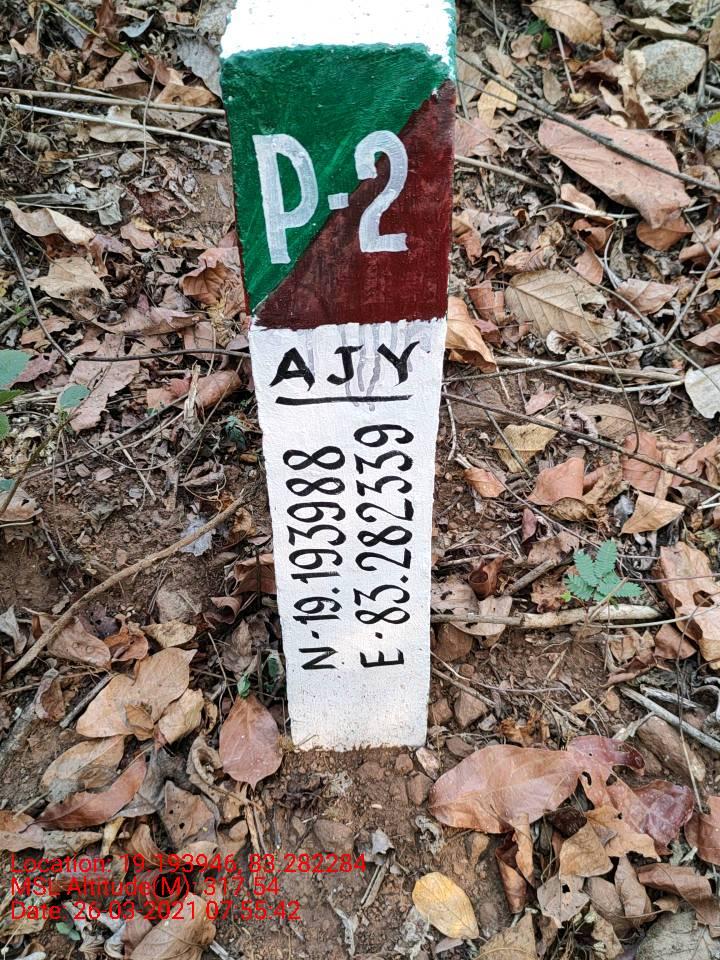 P-2
AJY
N-19.193988
E-83.282339
Location: 19.193946, 83.282284
MSL Altitude(M): 317.54
Date: 26-03-2021 07:55:42